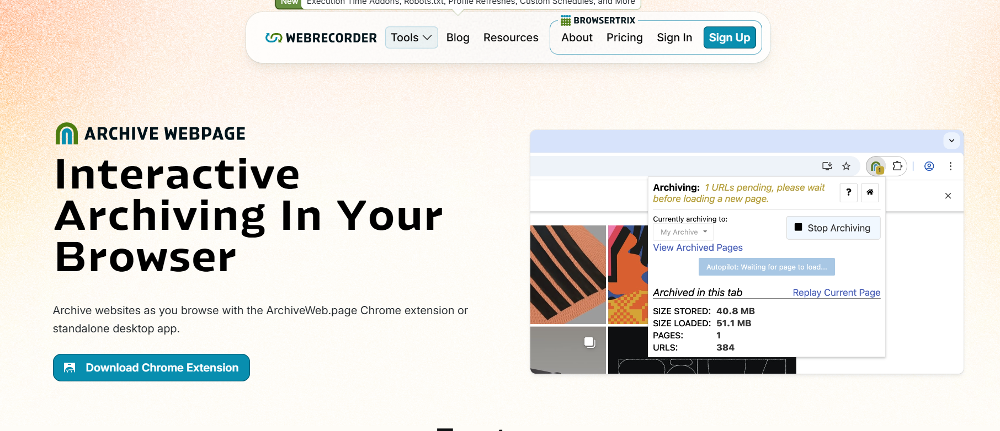 New Execution Time Addons, Robots.txt, Profile Refreshes, Custom Schedules, and More
BROWSERTRIX
WEBRECORDER Tools Blog Resources About Pricing Sign In Sign Up
ARCHIVE WEBPAGE
Interactive
Archiving In Your
Browser
Archive websites as you browse with the ArchiveWeb.page Chrome extension or
standalone desktop app.
Download Chrome Extension
1
Archiving: 1 URLs pending, please wait
before loading a new page.
?
Currently archiving to:
My Archive
Stop Archiving
View Archived Pages
Autopilot: Waiting for page to load...
Archived in this tab Replay Current Page
SIZE STORED: 40.8 MB
SIZE LOADED: 51.1 MB
PAGES: 1
URLS: 384